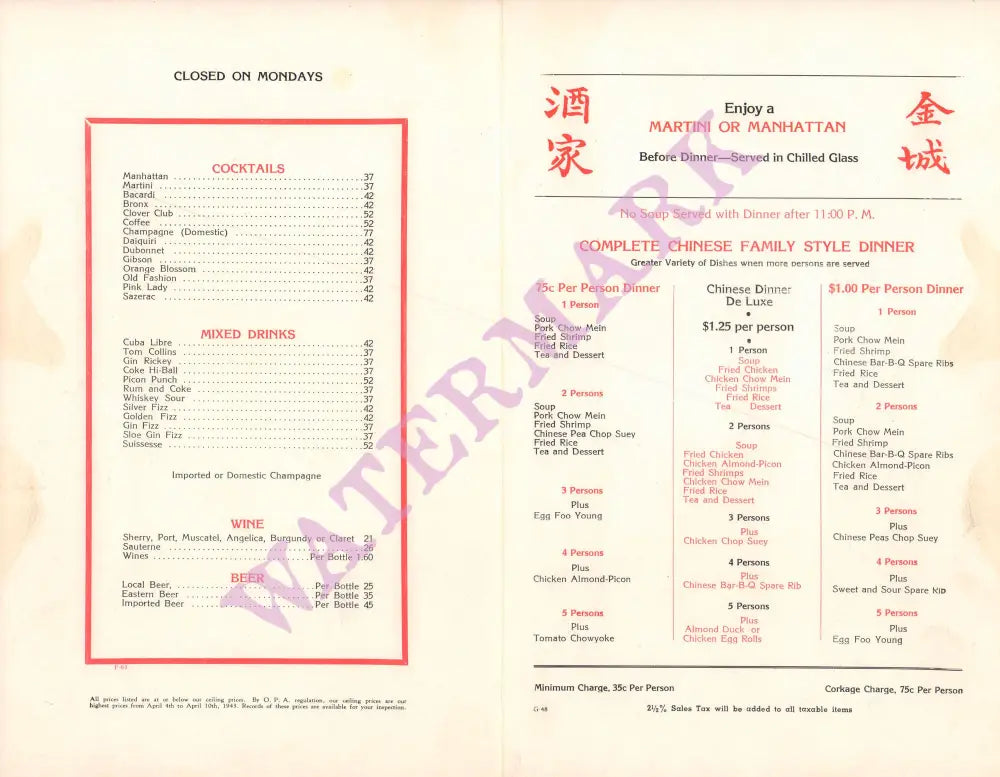 CLOSED ON MONDAYS
COCKTAILS
Manhattan 37
Martini 37
Bacardi 42
Bronx 42
Clover Club 52
Coffee 52
Champagne (Domestic) 77
Daiquiri 42
Dubonnet 42
Gibson 37
Orange Blossom 42
Old Fashion 37
Pink Lady 42
Sazerac 42
MIXED DRINKS
Cuba Libre 42
Tom Collins 37
Gin Rickey 37
Coke Hi-Ball 37
Picon Punch 52
Rum and Coke 37
Whiskey Sour 37
Silver Fizz 42
Golden Fizz 42
Gin Fizz 37
Sloe Gin Fizz 37
Suissesse 52
Imported or Domestic Champagne
WINE
Sherry, Port, Muscatel, Angelica, Burgundy or Claret 21
Sauterne 26
Wines Per Bottle 1.60
BEER
Local Beer, Per Bottle 25
Eastern Beer Per Bottle 35
Imported Beer Per Bottle 45
F-61
All prices listed are at or below our ceiling prices. By O. P. A. regulation, our ceiling prices are our
highest prices from April 4th to April 10th, 1943. Records of these prices are available for your inspection.
金城
酒家
Enjoy a
MARTINI OR MANHATTAN
Before Dinner—Served in Chilled Glass
No Soup Served with Dinner after 11:00 P. M.
COMPLETE CHINESE FAMILY STYLE DINNER
Greater Variety of Dishes when more persons are served
75c Per Person Dinner
1 Person
Soup
Pork Chow Mein
Fried Shrimp
Fried Rice
Tea and Dessert
2 Persons
Soup
Pork Chow Mein
Fried Shrimp
Chinese Pea Chop Suey
Fried Rice
Tea and Dessert
3 Persons
Plus
Egg Foo Young
4 Persons
Plus
Chicken Almond-Picon
5 Persons
Plus
Tomato Chowyoke
Chinese Dinner
De Luxe
•
$1.25 per person
•
1 Person
Soup
Fried Chicken
Chicken Chow Mein
Fried Shrimps
Fried Rice
Tea Dessert
2 Persons
Soup
Fried Chicken
Chicken Almond-Picon
Fried Shrimps
Chicken Chow Mein
Fried Rice
Tea and Dessert
3 Persons
Plus
Chicken Chop Suey
4 Persons
Plus
Chinese Bar-B-Q Spare Rib
5 Persons
Plus
Almond Duck or
Chicken Egg Rolls
$1.00 Per Person Dinner
1 Person
Soup
Pork Chow Mein
Fried Shrimp
Chinese Bar-B-Q Spare Ribs
Fried Rice
Tea and Dessert
2 Persons
Soup
Pork Chow Mein
Fried Shrimp
Chinese Bar-B-Q Spare Ribs
Chicken Almond-Picon
Fried Rice
Tea and Dessert
3 Persons
Plus
Chinese Peas Chop Suey
4 Persons
Plus
Sweet and Sour Spare Rib
5 Persons
Plus
Egg Foo Young
Minimum Charge, 35c Per Person
Corkage Charge, 75c Per Person
G-48
2½% Sales Tax will be added to all taxable items
WATERMARK